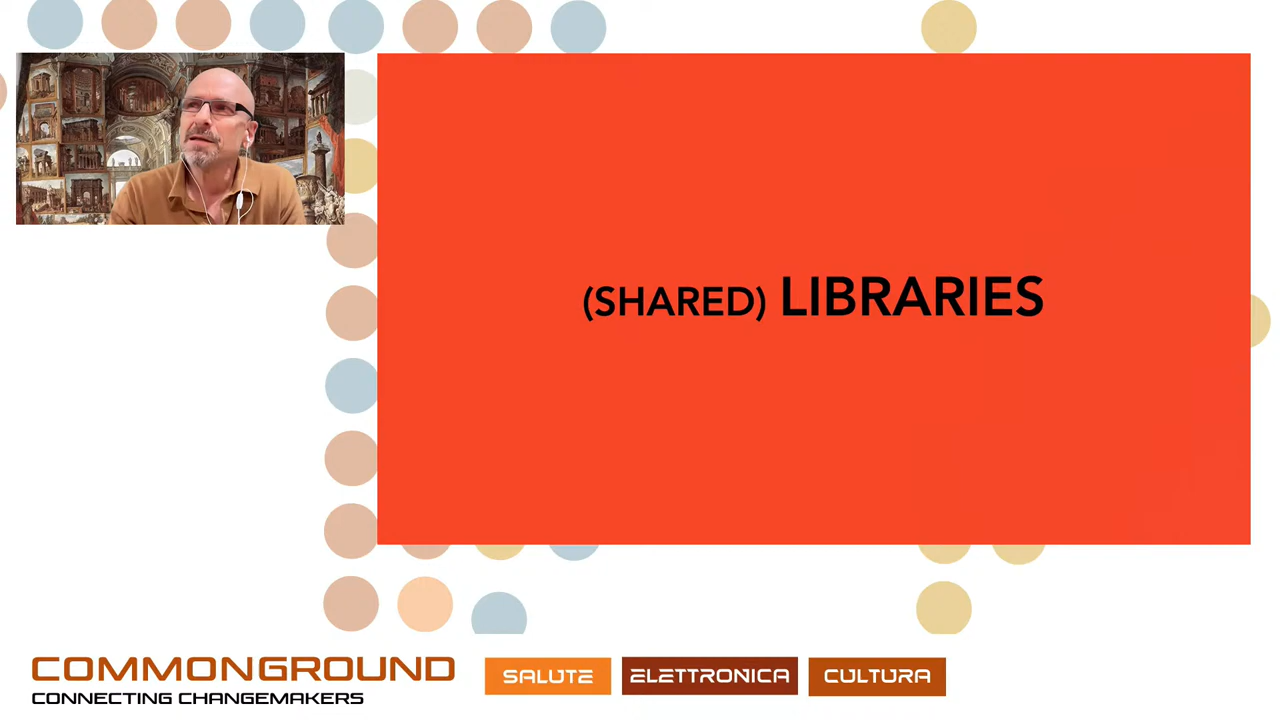 (SHARED) LIBRARIES
COMMONGROUND
CONNECTING CHANGEMAKERS
SALUTE
ELETTRONICA
CULTURA